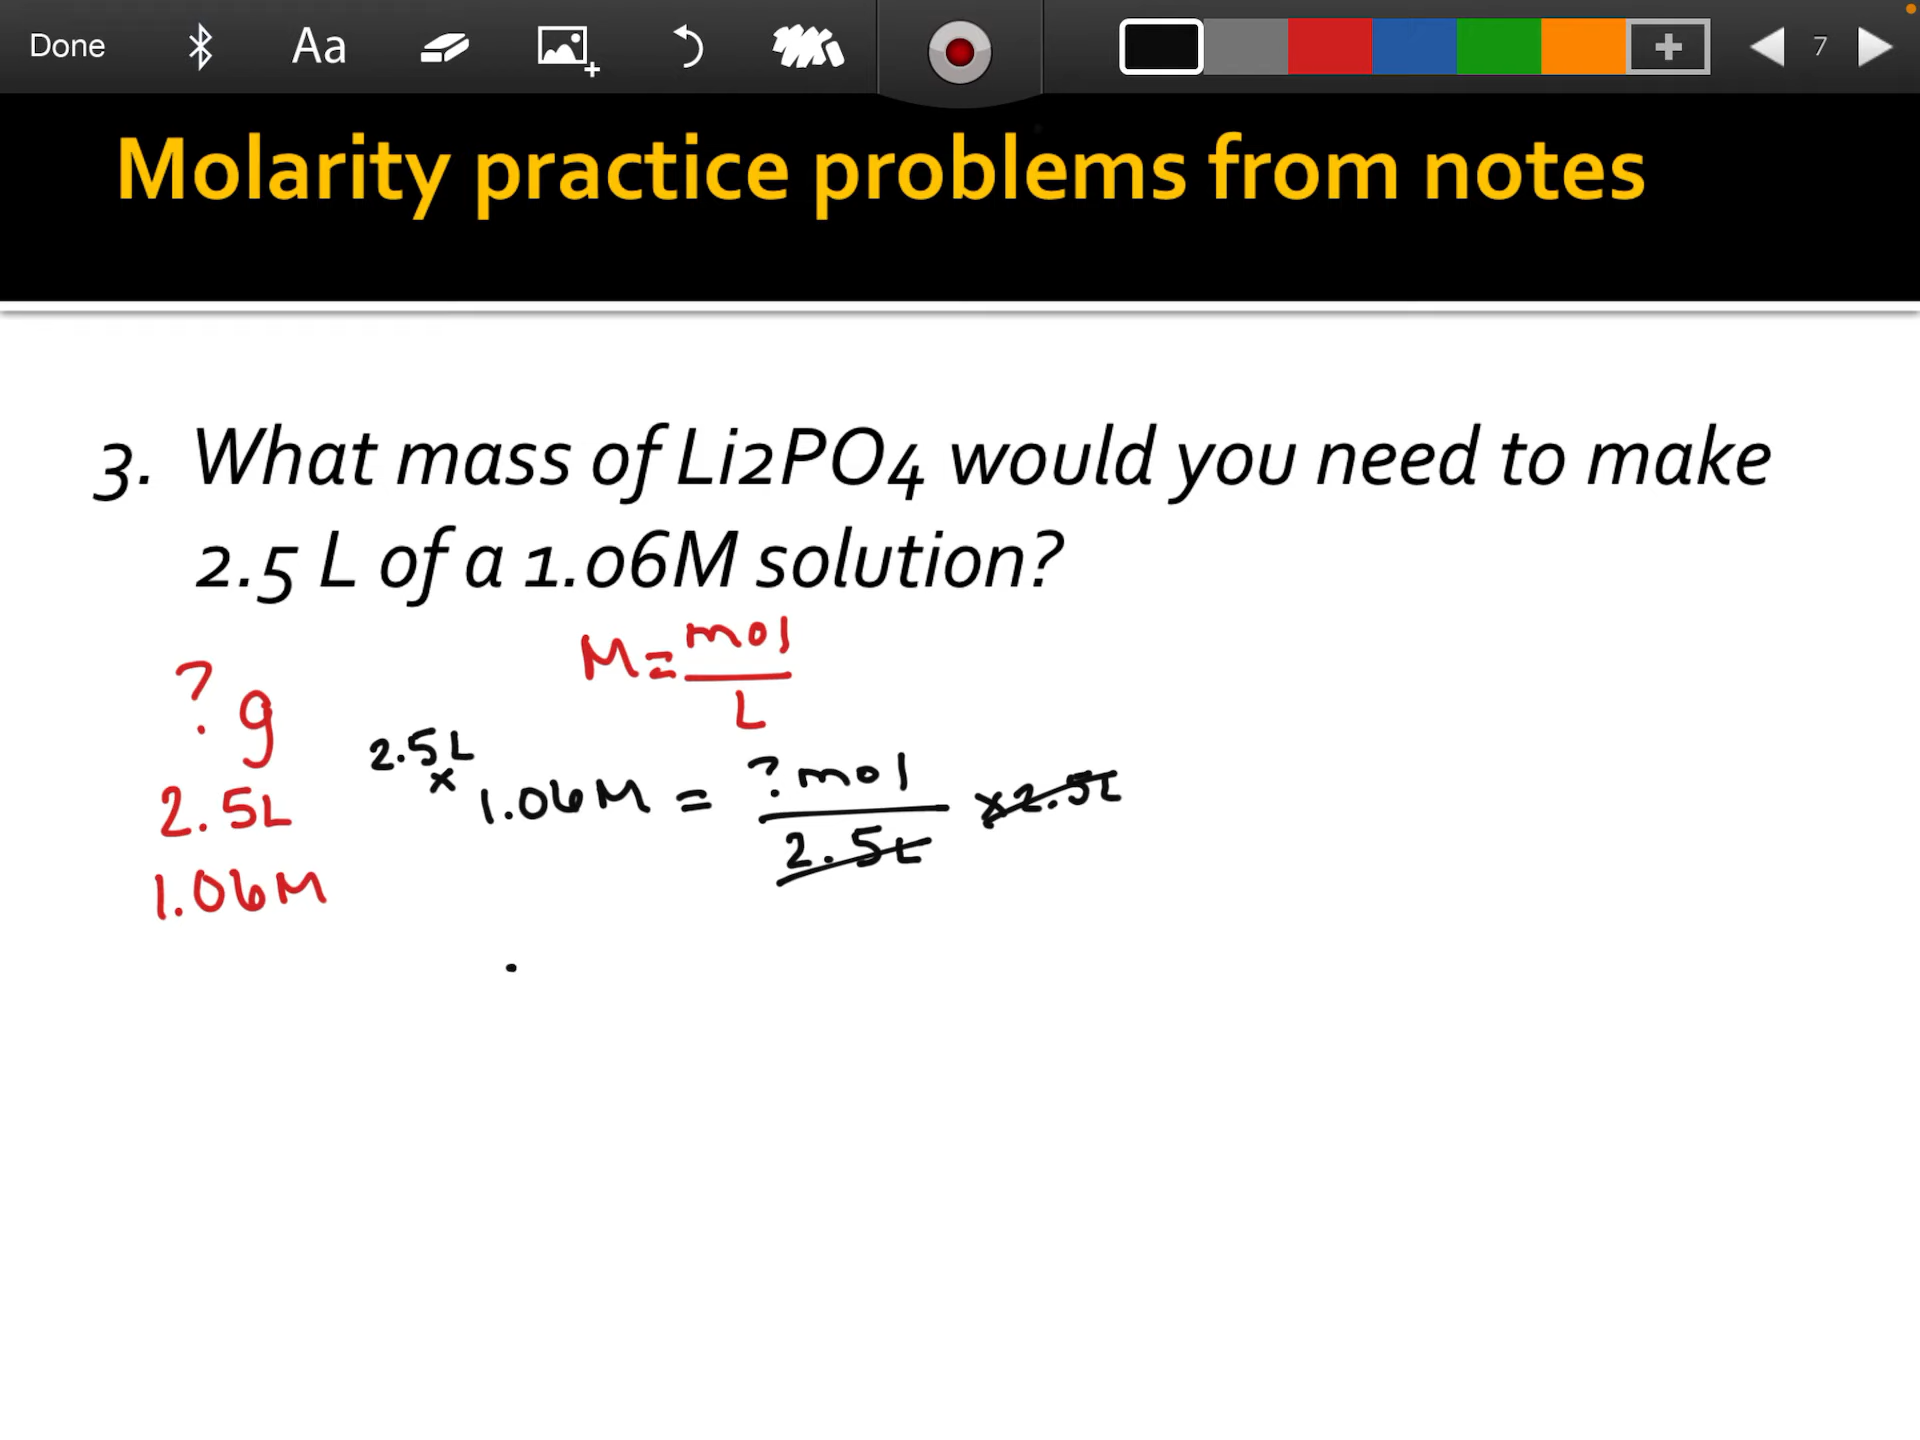 Done
Aa
7
Molarity practice problems from notes
3. What mass of Li2PO4 would you need to make
2.5 L of a 1.06M solution?
M = mol
L
? g
2.5L
1.06M
2.5L
x 1.06M = ? mol x 2.5L
2.5L